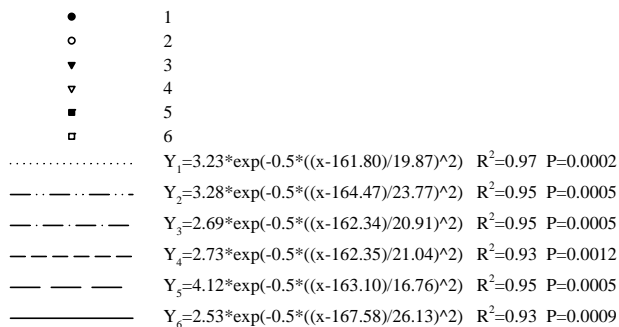 1
2
3
4
5
6
Y₁=3.23*exp(-0.5*((x-161.80)/19.87)^2) R²=0.97 P=0.0002
Y₂=3.28*exp(-0.5*((x-164.47)/23.77)^2) R²=0.95 P=0.0005
Y₃=2.69*exp(-0.5*((x-162.34)/20.91)^2) R²=0.95 P=0.0005
Y₄=2.73*exp(-0.5*((x-162.35)/21.04)^2) R²=0.93 P=0.0012
Y₅=4.12*exp(-0.5*((x-163.10)/16.76)^2) R²=0.95 P=0.0005
Y₆=2.53*exp(-0.5*((x-167.58)/26.13)^2) R²=0.93 P=0.0009